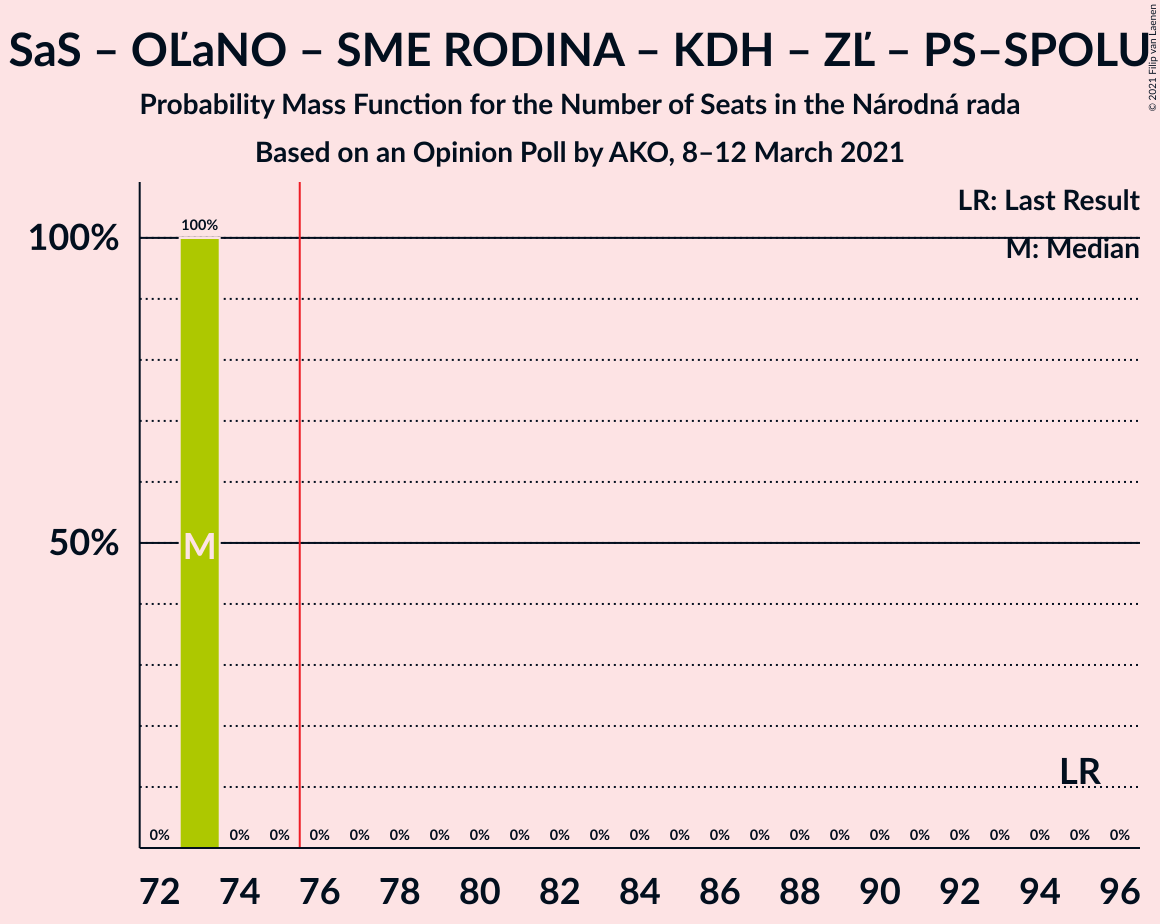 SaS – OĽaNO – SME RODINA – KDH – ZĽ – PS–SPOLU
Probability Mass Function for the Number of Seats in the Národná rada
Based on an Opinion Poll by AKO, 8–12 March 2021
© 2021 Filip van Laenen
LR: Last Result
M: Median
100%
100%
50%
M
LR
0% 0% 0% 0% 0% 0% 0% 0% 0% 0% 0% 0% 0% 0% 0% 0% 0% 0% 0% 0% 0% 0% 0% 0%
72 74 76 78 80 82 84 86 88 90 92 94 96